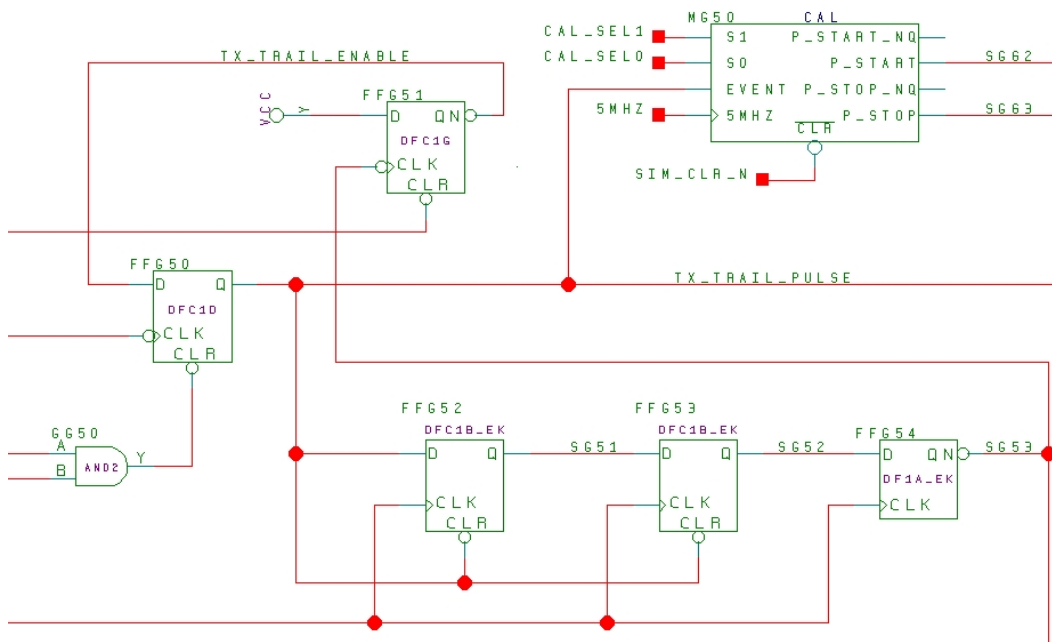 MG50 CAL
CAL_SEL1 S1 P_START_NQ
CAL_SEL0 S0 P_START SG62
TX_TRAIL_ENABLE
EVENT P_STOP_NQ
5MHZ 5MHZ P_STOP SG63
CLR
SIM_CLR_N
FFG51
VCC Y D QN
DFC1G
CLK
CLR
FFG50
D Q TX_TRAIL_PULSE
DFC1D
CLK
CLR
GG50
A
AND2 Y
B
FFG52
DFC1B_EK
D Q SG51
CLK
CLR
FFG53
DFC1B_EK
D Q SG52
CLK
CLR
FFG54
D QN SG53
DF1A_EK
CLK